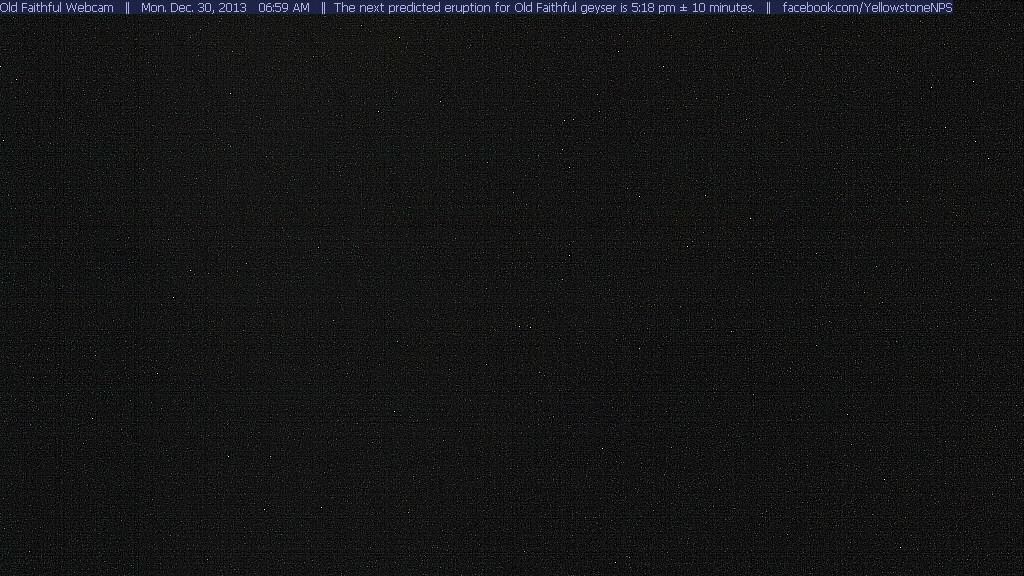 Old Faithful Webcam || Mon. Dec. 30, 2013 06:59 AM || The next predicted eruption for Old Faithful geyser is 5:18 pm ± 10 minutes. || facebook.com/YellowstoneNPS